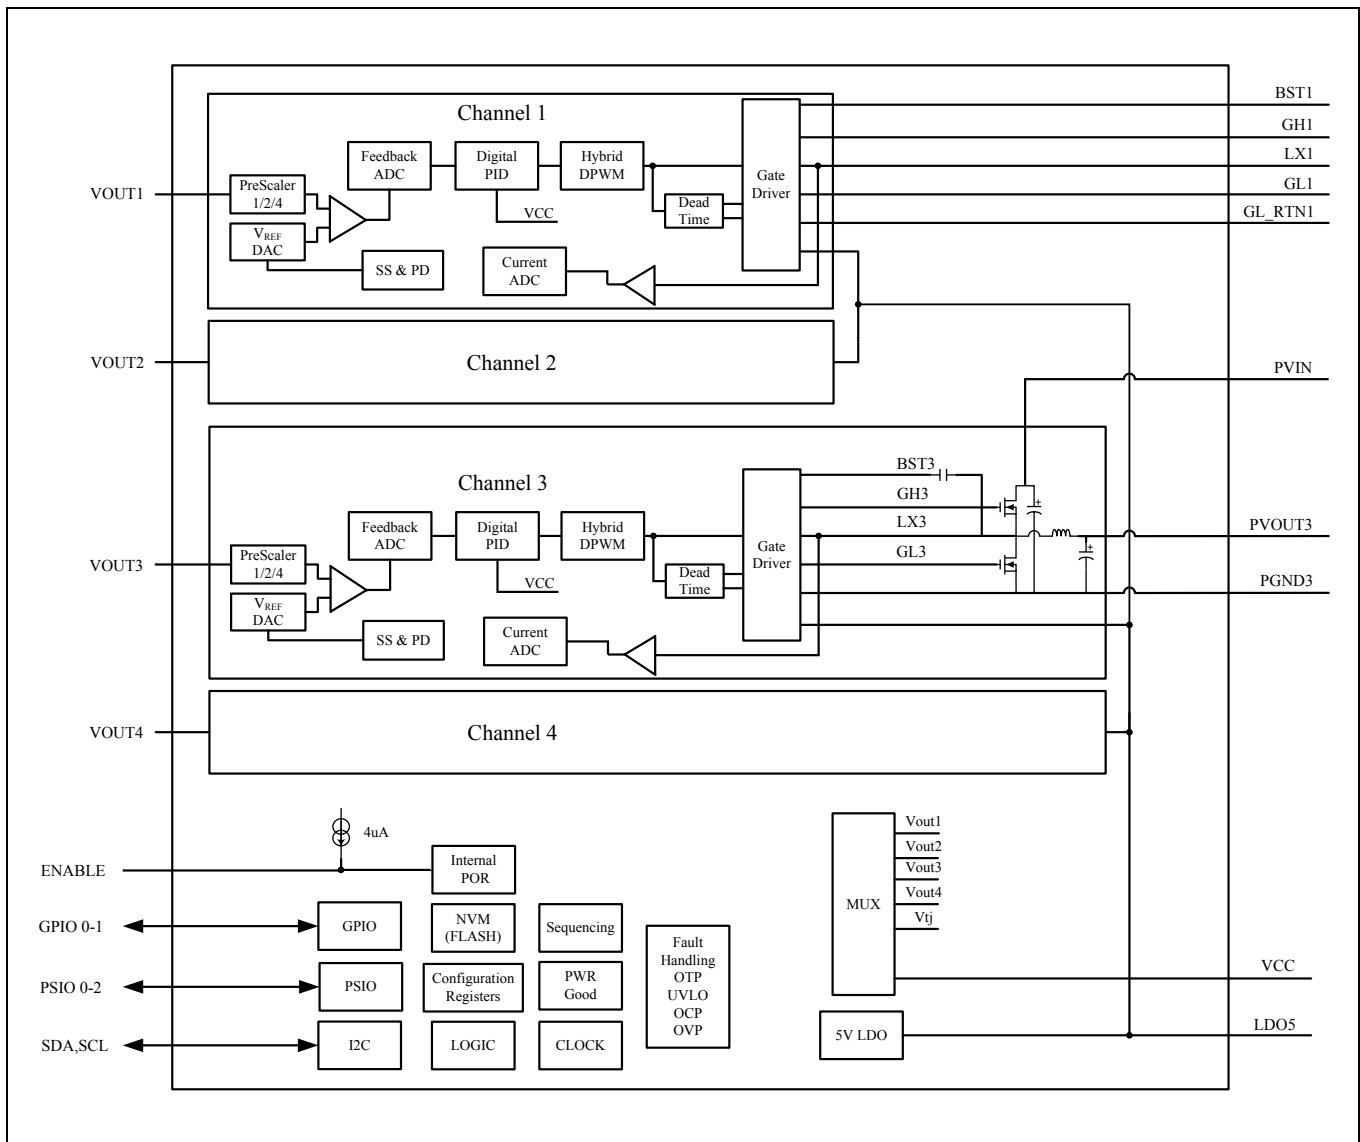 Channel 1
BST1
GH1
LX1
GL1
GL_RTN1
VOUT1
PreScaler
1/2/4
VREF
DAC
Feedback
ADC
Digital
PID
VCC
Hybrid
DPWM
Dead
Time
Gate
Driver
SS & PD
Current
ADC
VOUT2
Channel 2
PVIN
Channel 3
VOUT3
PreScaler
1/2/4
VREF
DAC
Feedback
ADC
Digital
PID
VCC
Hybrid
DPWM
Dead
Time
Gate
Driver
SS & PD
Current
ADC
BST3
GH3
LX3
GL3
+
+
PVOUT3
PGND3
VOUT4
Channel 4
4uA
ENABLE
Internal
POR
GPIO 0-1
GPIO
NVM
(FLASH)
Sequencing
PSIO 0-2
PSIO
Configuration
Registers
PWR
Good
SDA,SCL
I2C
LOGIC
CLOCK
Fault
Handling
OTP
UVLO
OCP
OVP
MUX
Vout1
Vout2
Vout3
Vout4
Vtj
VCC
5V LDO
LDO5